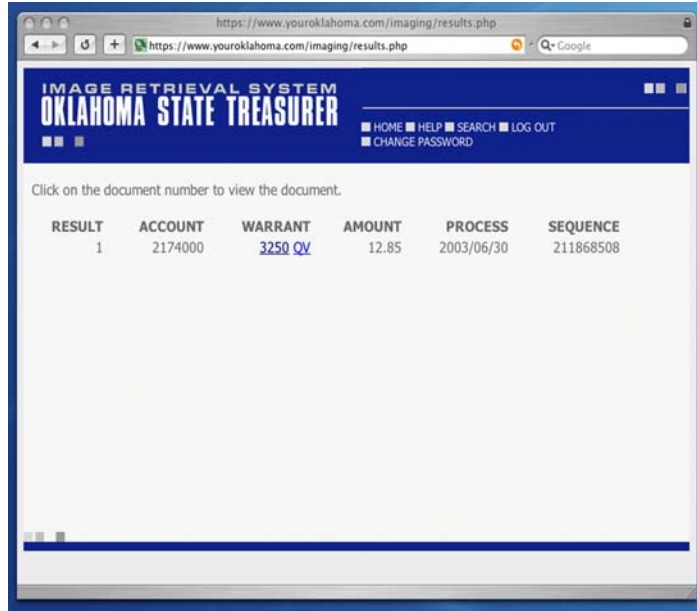 https://www.youroklahoma.com/imaging/results.php
https://www.youroklahoma.com/imaging/results.php Google
IMAGE RETRIEVAL SYSTEM
OKLAHOMA STATE TREASURER
HOME HELP SEARCH LOG OUT
CHANGE PASSWORD
Click on the document number to view the document.
RESULT ACCOUNT WARRANT AMOUNT PROCESS SEQUENCE
1 2174000 3250 QV 12.85 2003/06/30 211868508